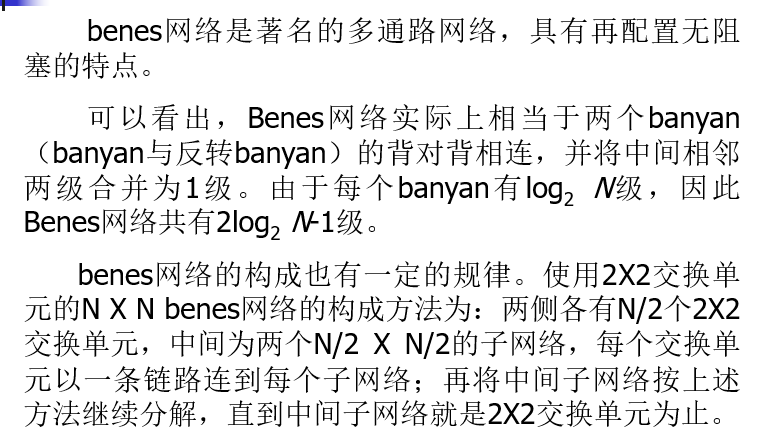 benes网络是著名的多通路网络，具有再配置无阻
塞的特点。
可以看出，Benes网络实际上相当于两个banyan
（banyan与反转banyan）的背对背相连，并将中间相邻
两级合并为1级。由于每个banyan有log₂ N级，因此
Benes网络共有2log₂ N-1级。
benes网络的构成也有一定的规律。使用2X2交换单
元的N X N benes网络的构成方法为：两侧各有N/2个2X2
交换单元，中间为两个N/2 X N/2的子网络，每个交换单
元以一条链路连到每个子网络；再将中间子网络按上述
方法继续分解，直到中间子网络就是2X2交换单元为止。